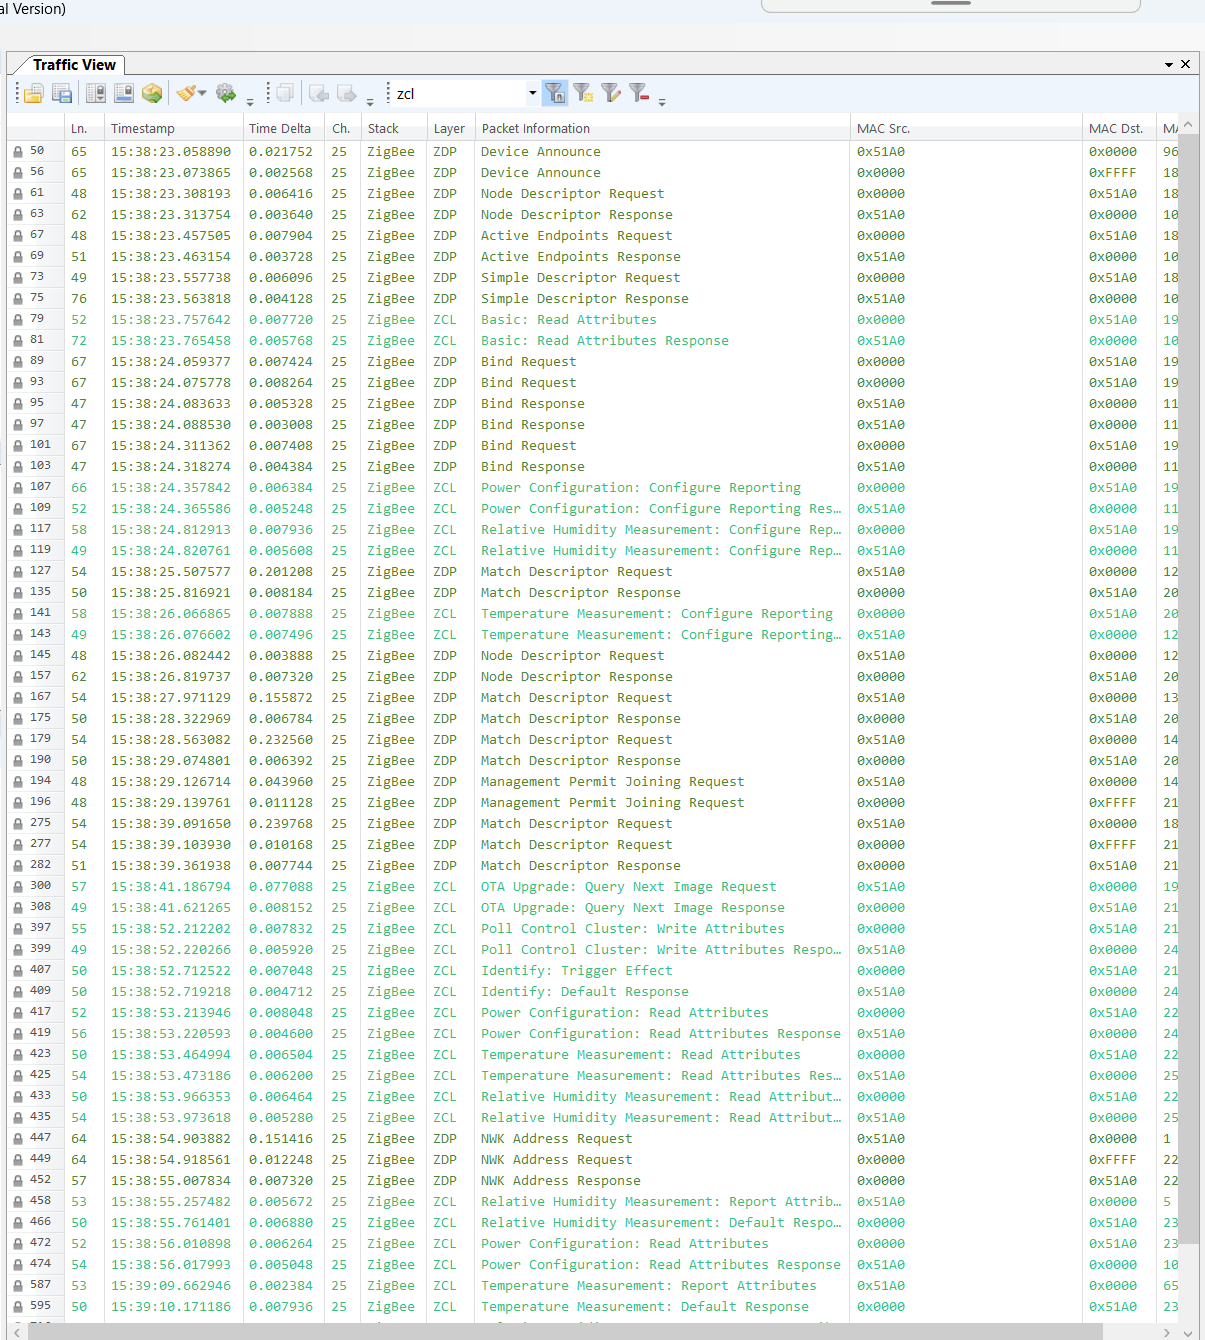 al Version)
Traffic View
zcl
Ln. Timestamp Time Delta Ch. Stack Layer Packet Information MAC Src. MAC Dst. MA
50 65 15:38:23.058890 0.021752 25 ZigBee ZDP Device Announce 0x51A0 0x0000 96
56 65 15:38:23.073865 0.002568 25 ZigBee ZDP Device Announce 0x0000 0xFFFF 18
61 48 15:38:23.308193 0.006416 25 ZigBee ZDP Node Descriptor Request 0x0000 0x51A0 18
63 62 15:38:23.313754 0.003640 25 ZigBee ZDP Node Descriptor Response 0x51A0 0x0000 10
67 48 15:38:23.457505 0.007904 25 ZigBee ZDP Active Endpoints Request 0x0000 0x51A0 18
69 51 15:38:23.463154 0.003728 25 ZigBee ZDP Active Endpoints Response 0x51A0 0x0000 10
73 49 15:38:23.557738 0.006096 25 ZigBee ZDP Simple Descriptor Request 0x0000 0x51A0 18
75 76 15:38:23.563818 0.004128 25 ZigBee ZDP Simple Descriptor Response 0x51A0 0x0000 10
79 52 15:38:23.757642 0.007720 25 ZigBee ZCL Basic: Read Attributes 0x0000 0x51A0 19
81 72 15:38:23.765458 0.005768 25 ZigBee ZCL Basic: Read Attributes Response 0x51A0 0x0000 10
89 67 15:38:24.059377 0.007424 25 ZigBee ZDP Bind Request 0x0000 0x51A0 19
93 67 15:38:24.075778 0.008264 25 ZigBee ZDP Bind Request 0x0000 0x51A0 19
95 47 15:38:24.083633 0.005328 25 ZigBee ZDP Bind Response 0x51A0 0x0000 11
97 47 15:38:24.088530 0.003008 25 ZigBee ZDP Bind Response 0x51A0 0x0000 11
101 67 15:38:24.311362 0.007408 25 ZigBee ZDP Bind Request 0x0000 0x51A0 19
103 47 15:38:24.318274 0.004384 25 ZigBee ZDP Bind Response 0x51A0 0x0000 11
107 66 15:38:24.357842 0.006384 25 ZigBee ZCL Power Configuration: Configure Reporting 0x0000 0x51A0 19
109 52 15:38:24.365586 0.005248 25 ZigBee ZCL Power Configuration: Configure Reporting Res… 0x51A0 0x0000 11
117 58 15:38:24.812913 0.007936 25 ZigBee ZCL Relative Humidity Measurement: Configure Rep… 0x0000 0x51A0 19
119 49 15:38:24.820761 0.005608 25 ZigBee ZCL Relative Humidity Measurement: Configure Rep… 0x51A0 0x0000 11
127 54 15:38:25.507577 0.201208 25 ZigBee ZDP Match Descriptor Request 0x51A0 0x0000 12
135 50 15:38:25.816921 0.008184 25 ZigBee ZDP Match Descriptor Response 0x0000 0x51A0 20
141 58 15:38:26.066865 0.007888 25 ZigBee ZCL Temperature Measurement: Configure Reporting 0x0000 0x51A0 20
143 49 15:38:26.076602 0.007496 25 ZigBee ZCL Temperature Measurement: Configure Reporting… 0x51A0 0x0000 12
145 48 15:38:26.082442 0.003888 25 ZigBee ZDP Node Descriptor Request 0x51A0 0x0000 12
157 62 15:38:26.819737 0.007320 25 ZigBee ZDP Node Descriptor Response 0x0000 0x51A0 20
167 54 15:38:27.971129 0.155872 25 ZigBee ZDP Match Descriptor Request 0x51A0 0x0000 13
175 50 15:38:28.322969 0.006784 25 ZigBee ZDP Match Descriptor Response 0x0000 0x51A0 20
179 54 15:38:28.563082 0.232560 25 ZigBee ZDP Match Descriptor Request 0x51A0 0x0000 14
190 50 15:38:29.074801 0.006392 25 ZigBee ZDP Match Descriptor Response 0x0000 0x51A0 20
194 48 15:38:29.126714 0.043960 25 ZigBee ZDP Management Permit Joining Request 0x51A0 0x0000 14
196 48 15:38:29.139761 0.011128 25 ZigBee ZDP Management Permit Joining Request 0x0000 0xFFFF 21
275 54 15:38:39.091650 0.239768 25 ZigBee ZDP Match Descriptor Request 0x51A0 0x0000 18
277 54 15:38:39.103930 0.010168 25 ZigBee ZDP Match Descriptor Request 0x0000 0xFFFF 21
282 51 15:38:39.361938 0.007744 25 ZigBee ZDP Match Descriptor Response 0x0000 0x51A0 21
300 57 15:38:41.186794 0.077088 25 ZigBee ZCL OTA Upgrade: Query Next Image Request 0x51A0 0x0000 19
308 49 15:38:41.621265 0.008152 25 ZigBee ZCL OTA Upgrade: Query Next Image Response 0x0000 0x51A0 21
397 55 15:38:52.212202 0.007832 25 ZigBee ZCL Poll Control Cluster: Write Attributes 0x0000 0x51A0 21
399 49 15:38:52.220266 0.005920 25 ZigBee ZCL Poll Control Cluster: Write Attributes Respo… 0x51A0 0x0000 24
407 50 15:38:52.712522 0.007048 25 ZigBee ZCL Identify: Trigger Effect 0x0000 0x51A0 21
409 50 15:38:52.719218 0.004712 25 ZigBee ZCL Identify: Default Response 0x51A0 0x0000 24
417 52 15:38:53.213946 0.008048 25 ZigBee ZCL Power Configuration: Read Attributes 0x0000 0x51A0 22
419 56 15:38:53.220593 0.004600 25 ZigBee ZCL Power Configuration: Read Attributes Response 0x51A0 0x0000 24
423 50 15:38:53.464994 0.006504 25 ZigBee ZCL Temperature Measurement: Read Attributes 0x0000 0x51A0 22
425 54 15:38:53.473186 0.006200 25 ZigBee ZCL Temperature Measurement: Read Attributes Res… 0x51A0 0x0000 25
433 50 15:38:53.966353 0.006464 25 ZigBee ZCL Relative Humidity Measurement: Read Attribut… 0x0000 0x51A0 22
435 54 15:38:53.973618 0.005280 25 ZigBee ZCL Relative Humidity Measurement: Read Attribut… 0x51A0 0x0000 25
447 64 15:38:54.903882 0.151416 25 ZigBee ZDP NWK Address Request 0x51A0 0x0000 1
449 64 15:38:54.918561 0.012248 25 ZigBee ZDP NWK Address Request 0x0000 0xFFFF 22
452 57 15:38:55.007834 0.007320 25 ZigBee ZDP NWK Address Response 0x0000 0x51A0 22
458 53 15:38:55.257482 0.005672 25 ZigBee ZCL Relative Humidity Measurement: Report Attrib… 0x51A0 0x0000 5
466 50 15:38:55.761401 0.006880 25 ZigBee ZCL Relative Humidity Measurement: Default Respo… 0x0000 0x51A0 23
472 52 15:38:56.010898 0.006264 25 ZigBee ZCL Power Configuration: Read Attributes 0x0000 0x51A0 23
474 54 15:38:56.017993 0.005048 25 ZigBee ZCL Power Configuration: Read Attributes Response 0x51A0 0x0000 10
587 53 15:39:09.662946 0.002384 25 ZigBee ZCL Temperature Measurement: Report Attributes 0x51A0 0x0000 65
595 50 15:39:10.171186 0.007936 25 ZigBee ZCL Temperature Measurement: Default Response 0x0000 0x51A0 23